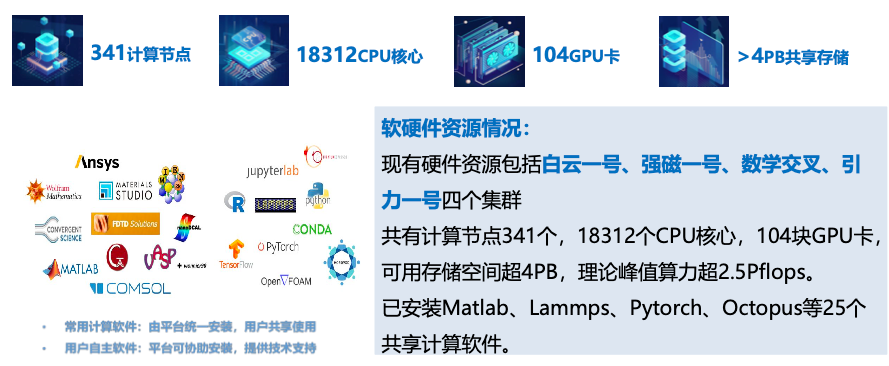 341计算节点
18312CPU核心
104GPU卡
>4PB共享存储
Ansys
Wolfram
Mathematica
MATERIALS
STUDIO
CONVERGENT
SCIENCE
FDTD Solutions
nanoDCAL
MATLAB
VASP
+ wannier90
COMSOL
jupyterlab
R
python
CONDA
TensorFlow
PyTorch
Open∇FOAM
常用计算软件：由平台统一安装，用户共享使用
用户自主软件：平台可协助安装，提供技术支持
软硬件资源情况：
现有硬件资源包括白云一号、强磁一号、数学交叉、引
力一号四个集群
共有计算节点341个，18312个CPU核心，104块GPU卡，
可用存储空间超4PB，理论峰值算力超2.5Pflops。
已安装Matlab、Lammps、Pytorch、Octopus等25个
共享计算软件。